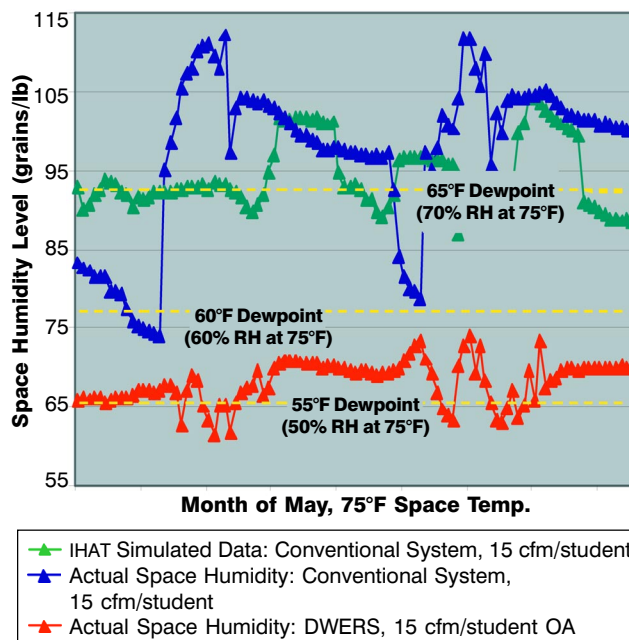 115
105
95
85
75
65
55
Space Humidity Level (grains/lb)
65°F Dewpoint
(70% RH at 75°F)
60°F Dewpoint
(60% RH at 75°F)
55°F Dewpoint
(50% RH at 75°F)
Month of May, 75°F Space Temp.
IHAT Simulated Data: Conventional System, 15 cfm/student
Actual Space Humidity: Conventional System,
15 cfm/student
Actual Space Humidity: DWERS, 15 cfm/student OA